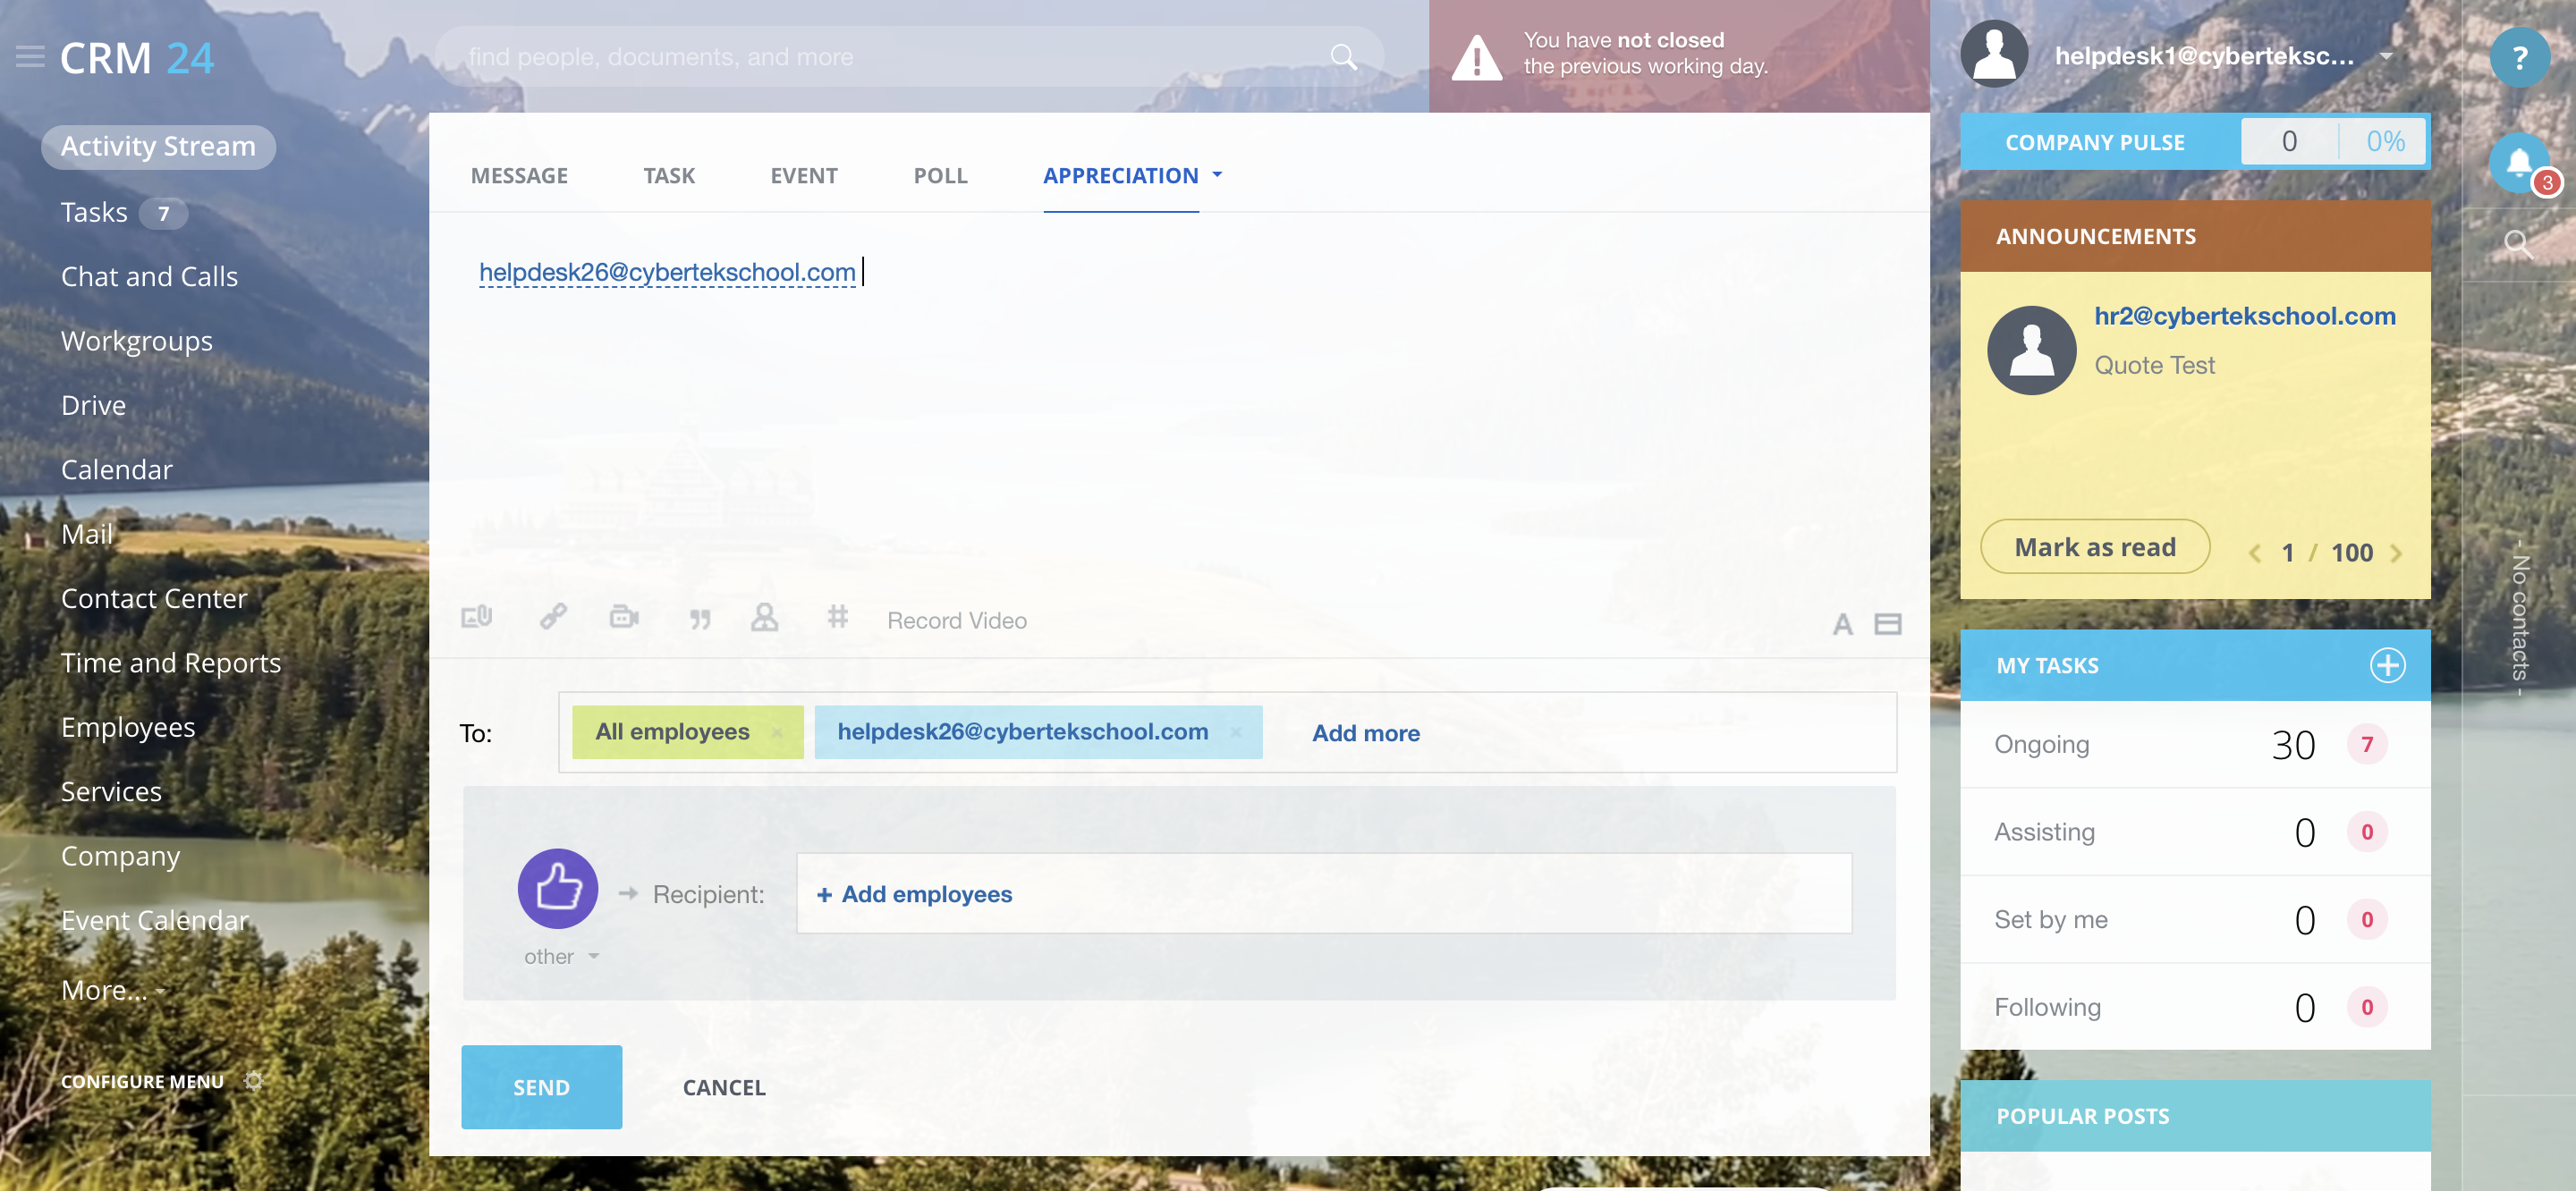 CRM 24
find people, documents, and more
You have not closed
the previous working day.
helpdesk1@cyberteksc...
?
Activity Stream
Tasks 7
Chat and Calls
Workgroups
Drive
Calendar
Mail
Contact Center
Time and Reports
Employees
Services
Company
Event Calendar
More...
CONFIGURE MENU
MESSAGE TASK EVENT POLL APPRECIATION
helpdesk26@cybertekschool.com
Record Video
A
To: All employees × helpdesk26@cybertekschool.com × Add more
Recipient: + Add employees
other
SEND CANCEL
COMPANY PULSE 0 0%
3
ANNOUNCEMENTS
hr2@cybertekschool.com
Quote Test
Mark as read 1 / 100
MY TASKS
Ongoing 30 7
Assisting 0 0
Set by me 0 0
Following 0 0
POPULAR POSTS
- No contacts -